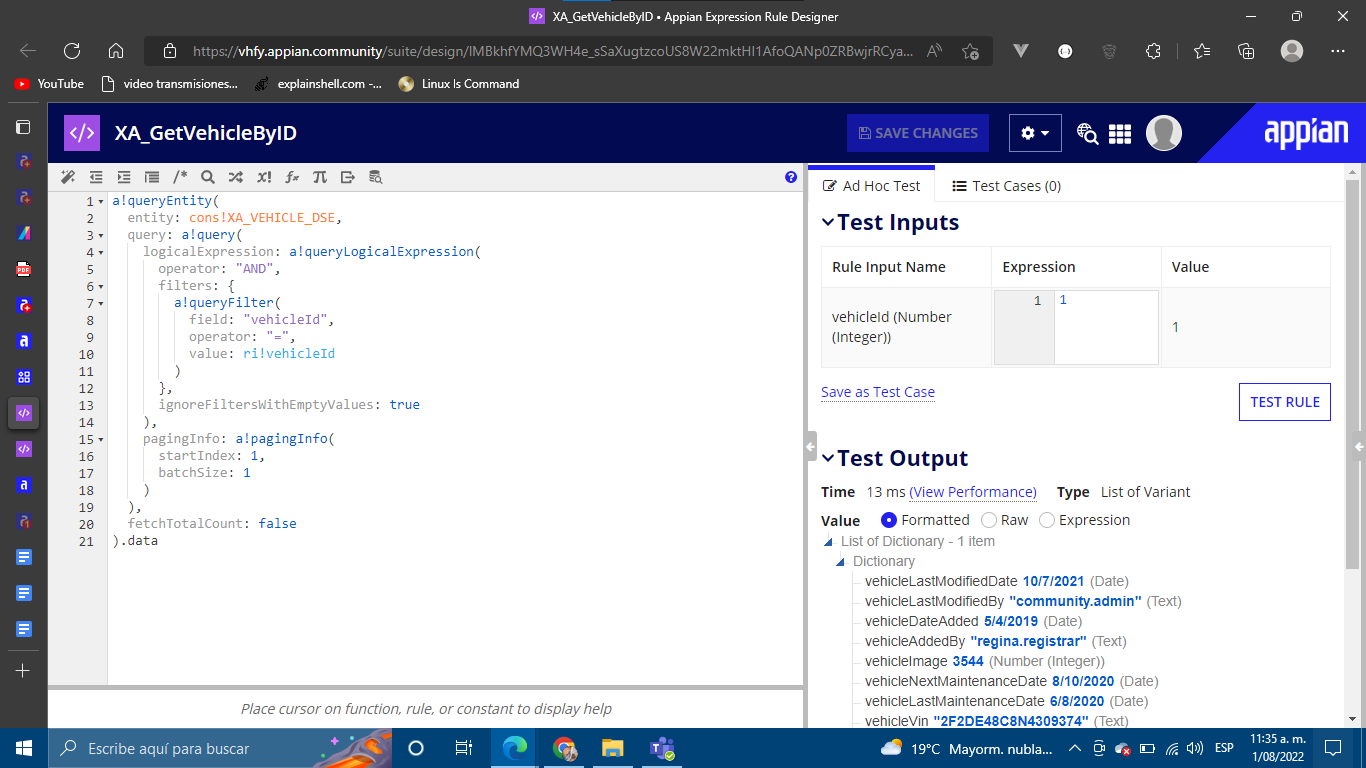 XA_GetVehicleByID • Appian Expression Rule Designer
https://vhfy.appian.community/suite/design/lMBkhfYMQ3WH4e_sSaXugtzcoUS8W22mktHI1AfoQANp0ZRBwjrRCya...
YouTube
video transmisiones...
explainshell.com -...
Linux Is Command
XA_GetVehicleByID
SAVE CHANGES
appian
1 a!queryEntity(
2 entity: cons!XA_VEHICLE_DSE,
3 query: a!query(
4 logicalExpression: a!queryLogicalExpression(
5 operator: "AND",
6 filters: {
7 a!queryFilter(
8 field: "vehicleId",
9 operator: "=",
10 value: ri!vehicleId
11 )
12 },
13 ignoreFiltersWithEmptyValues: true
14 ),
15 pagingInfo: a!pagingInfo(
16 startIndex: 1,
17 batchSize: 1
18 )
19 ),
20 fetchTotalCount: false
21 ).data
Place cursor on function, rule, or constant to display help
Ad Hoc Test
Test Cases (0)
Test Inputs
Rule Input Name Expression Value
vehicleId (Number
(Integer))
1 1
1
Save as Test Case
TEST RULE
Test Output
Time 13 ms (View Performance) Type List of Variant
Value Formatted Raw Expression
List of Dictionary - 1 item
Dictionary
vehicleLastModifiedDate 10/7/2021 (Date)
vehicleLastModifiedBy "community.admin" (Text)
vehicleDateAdded 5/4/2019 (Date)
vehicleAddedBy "regina.registrar" (Text)
vehicleImage 3544 (Number (Integer))
vehicleNextMaintenanceDate 8/10/2020 (Date)
vehicleLastMaintenanceDate 6/8/2020 (Date)
vehicleVin "2F2DE48C8N4309374" (Text)
Escribe aquí para buscar
19°C Mayorm. nubla...
ESP
11:35 a. m.
1/08/2022